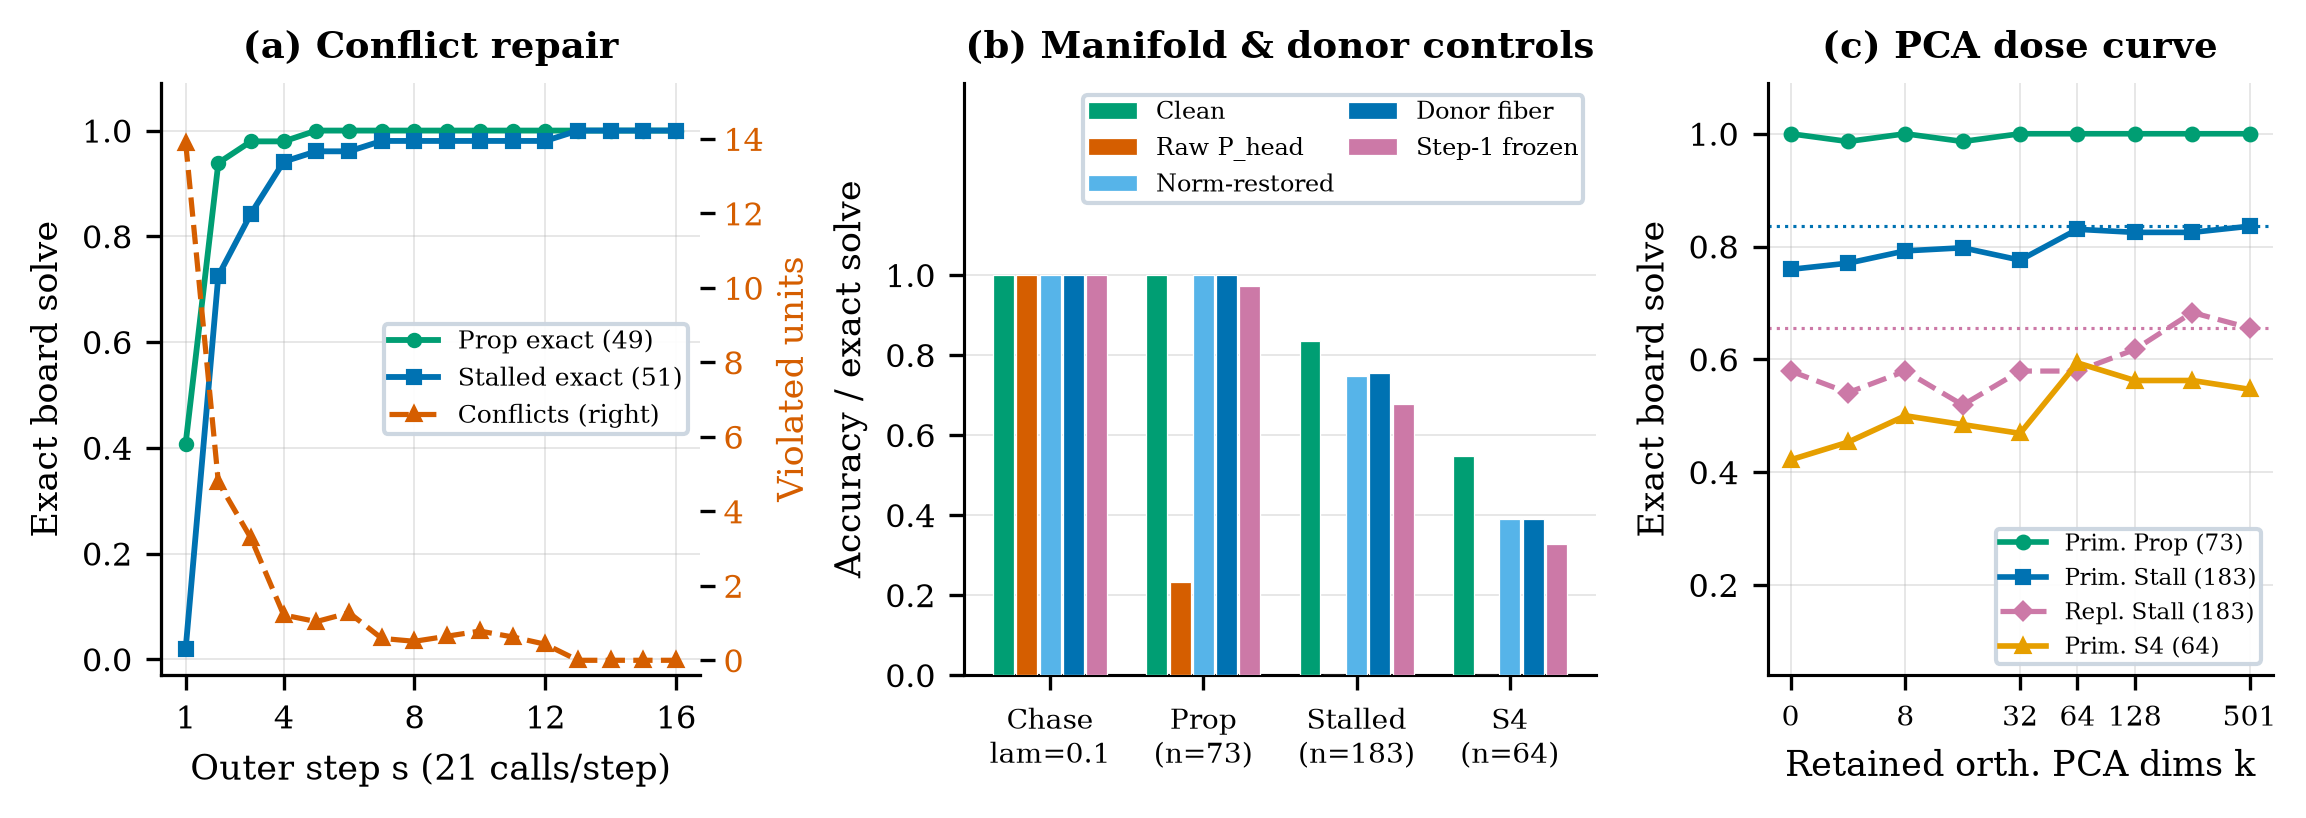 (a) Conflict repair
Exact board solve
1.0
0.8
0.6
0.4
0.2
0.0
14
12
10
8
6
4
2
0
Violated units
Prop exact (49)
Stalled exact (51)
Conflicts (right)
1 4 8 12 16
Outer step s (21 calls/step)
(b) Manifold & donor controls
Accuracy / exact solve
1.0
0.8
0.6
0.4
0.2
0.0
Clean
Raw P_head
Norm-restored
Donor fiber
Step-1 frozen
Chase
lam=0.1
Prop
(n=73)
Stalled
(n=183)
S4
(n=64)
(c) PCA dose curve
Exact board solve
1.0
0.8
0.6
0.4
0.2
Prim. Prop (73)
Prim. Stall (183)
Repl. Stall (183)
Prim. S4 (64)
0 8 32 64 128 501
Retained orth. PCA dims k